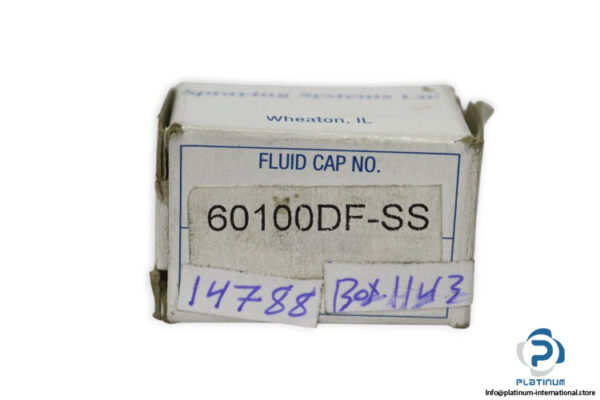 Spraying Systems Co.
Wheaton, IL
FLUID CAP NO.
60100DF-SS
14788 Box.1143
PLATINUM
Info@platinum-international.store